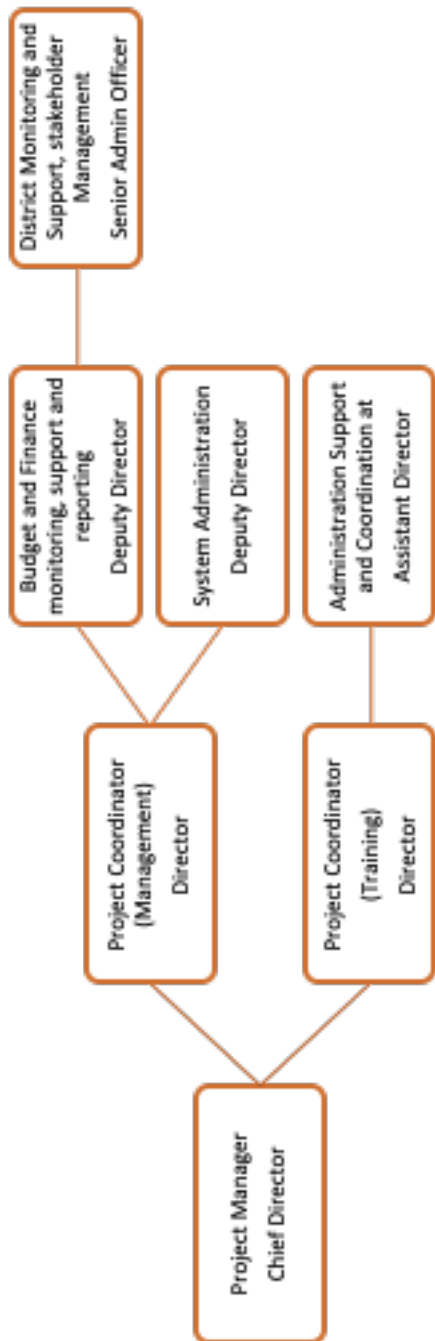 Project Manager
Chief Director
Project Coordinator
(Management)
Director
Project Coordinator
(Training)
Director
Budget and Finance
monitoring, support and
reporting
Deputy Director
System Administration
Deputy Director
Administration Support
and Coordination at
Assistant Director
District Monitoring and
Support, stakeholder
Management
Senior Admin Officer